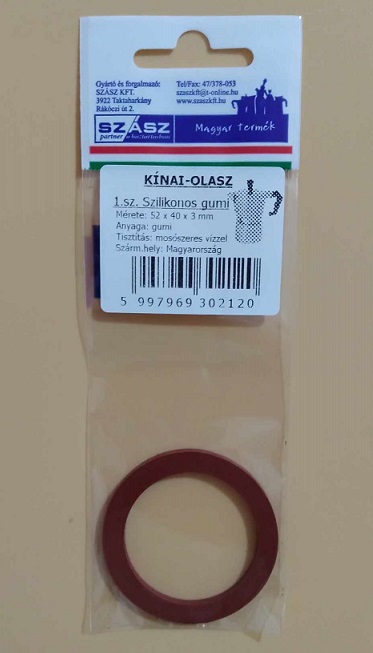 Gyártó és forgalmazó:
SZÁSZ KFT.
3922 Taktaharkány
Rákóczi út 2.
Tel/Fax: 47/378-053
szaszkft@t-online.hu
www.szaszkft.hu
SZÁSZ
partner
Magyar termék
KÍNAI-OLASZ
1.sz. Szilikonos gumi
Mérete: 52 x 40 x 3 mm
Anyaga: gumi
Tisztítás: mosószeres vízzel
Szárm.hely: Magyarország
5 997969 302120